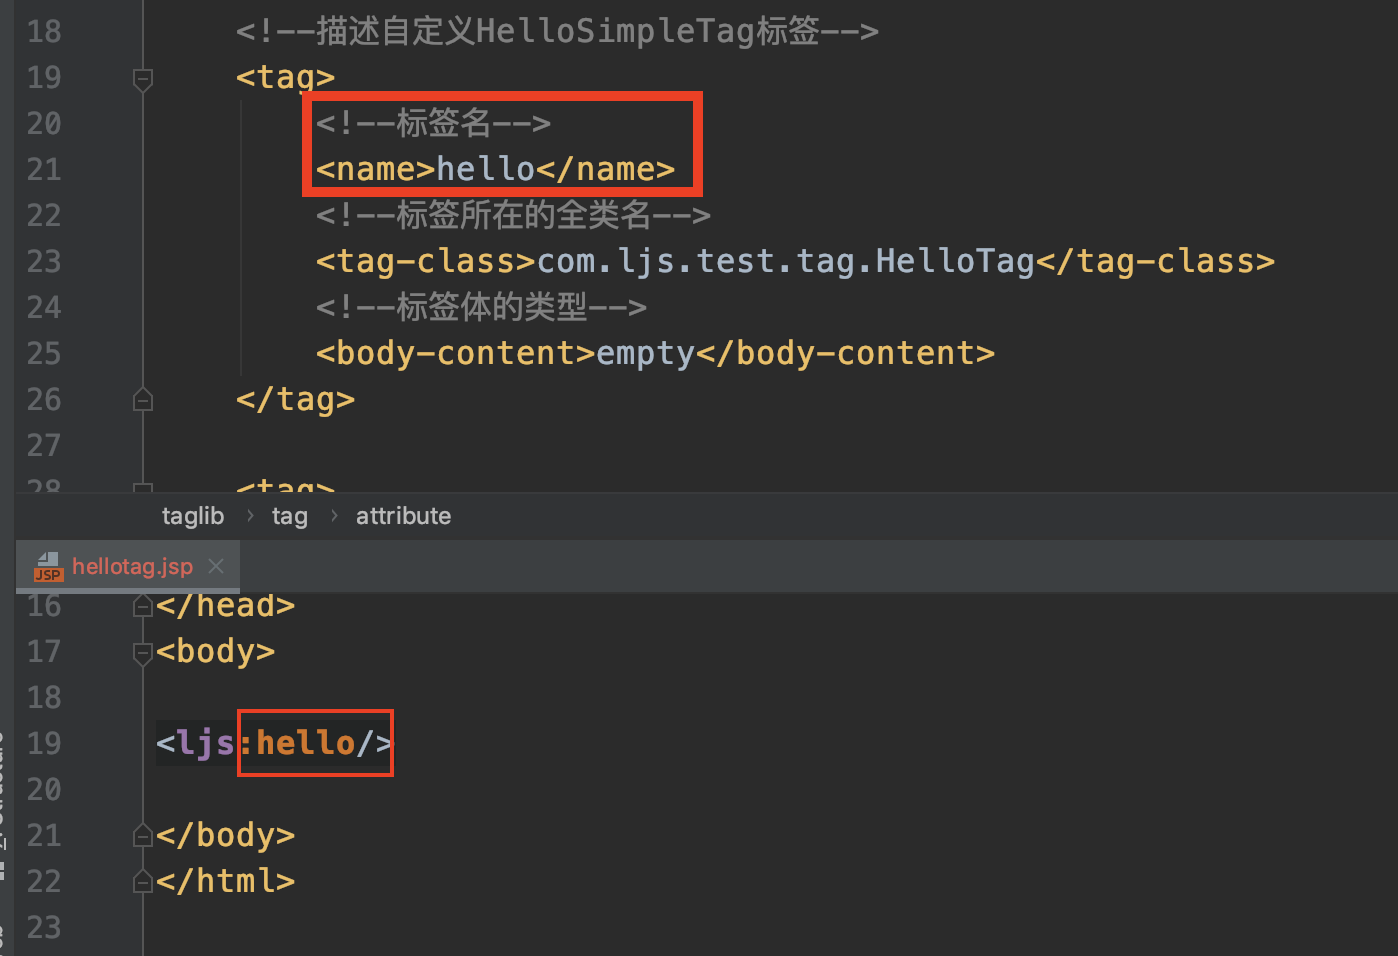 18 <!--描述自定义HelloSimpleTag标签-->
19 <tag>
20 <!--标签名-->
21 <name>hello</name>
22 <!--标签所在的全类名-->
23 <tag-class>com.ljs.test.tag.HelloTag</tag-class>
24 <!--标签体的类型-->
25 <body-content>empty</body-content>
26 </tag>
27
28 <tag>
taglib › tag › attribute
JSP hellotag.jsp ×
16 </head>
17 <body>
18
19 <ljs:hello/>
20
21 </body>
22 </html>
23